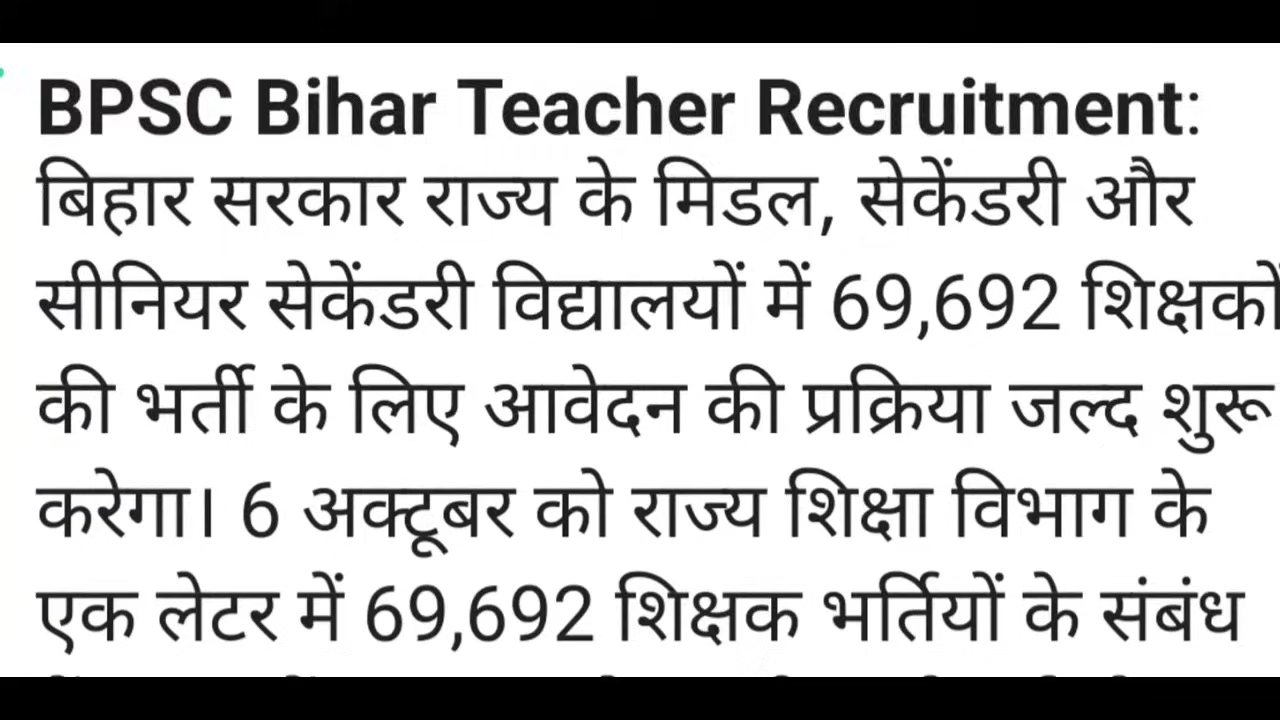 BPSC Bihar Teacher Recruitment:
बिहार सरकार राज्य के मिडल, सेकेंडरी और
सीनियर सेकेंडरी विद्यालयों में 69,692 शिक्षकों
की भर्ती के लिए आवेदन की प्रक्रिया जल्द शुरू
करेगा। 6 अक्टूबर को राज्य शिक्षा विभाग के
एक लेटर में 69,692 शिक्षक भर्तियों के संबंध